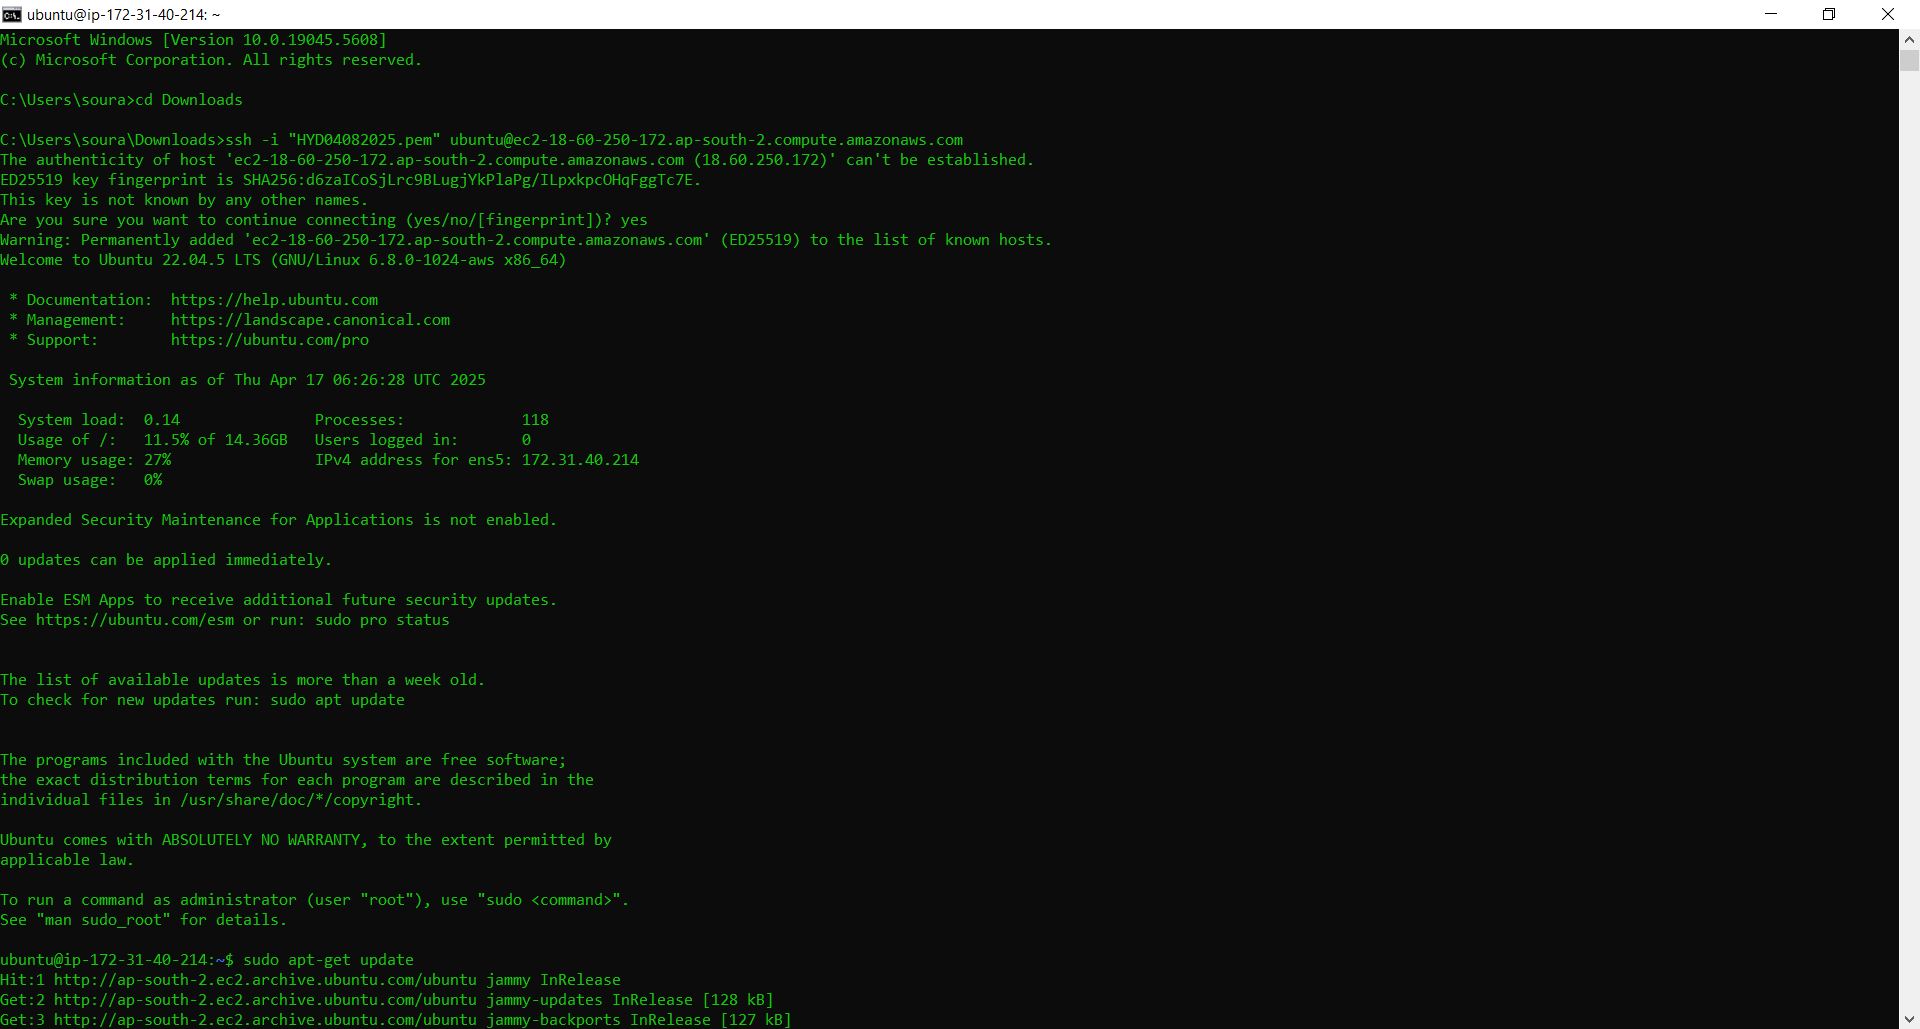 ubuntu@ip-172-31-40-214: ~
Microsoft Windows [Version 10.0.19045.5608]
(c) Microsoft Corporation. All rights reserved.
C:\Users\soura>cd Downloads
C:\Users\soura\Downloads>ssh -i "HYD04082025.pem" ubuntu@ec2-18-60-250-172.ap-south-2.compute.amazonaws.com
The authenticity of host 'ec2-18-60-250-172.ap-south-2.compute.amazonaws.com (18.60.250.172)' can't be established.
ED25519 key fingerprint is SHA256:d6zaICoSjLrc9BLugjYkPlaPg/ILpxkpcOHqFggTc7E.
This key is not known by any other names.
Are you sure you want to continue connecting (yes/no/[fingerprint])? yes
Warning: Permanently added 'ec2-18-60-250-172.ap-south-2.compute.amazonaws.com' (ED25519) to the list of known hosts.
Welcome to Ubuntu 22.04.5 LTS (GNU/Linux 6.8.0-1024-aws x86_64)
* Documentation:  https://help.ubuntu.com
* Management:     https://landscape.canonical.com
* Support:        https://ubuntu.com/pro
System information as of Thu Apr 17 06:26:28 UTC 2025
System load:  0.14               Processes:             118
Usage of /:   11.5% of 14.36GB   Users logged in:       0
Memory usage: 27%                IPv4 address for ens5: 172.31.40.214
Swap usage:   0%
Expanded Security Maintenance for Applications is not enabled.
0 updates can be applied immediately.
Enable ESM Apps to receive additional future security updates.
See https://ubuntu.com/esm or run: sudo pro status
The list of available updates is more than a week old.
To check for new updates run: sudo apt update
The programs included with the Ubuntu system are free software;
the exact distribution terms for each program are described in the
individual files in /usr/share/doc/*/copyright.
Ubuntu comes with ABSOLUTELY NO WARRANTY, to the extent permitted by
applicable law.
To run a command as administrator (user "root"), use "sudo <command>".
See "man sudo_root" for details.
ubuntu@ip-172-31-40-214:~$ sudo apt-get update
Hit:1 http://ap-south-2.ec2.archive.ubuntu.com/ubuntu jammy InRelease
Get:2 http://ap-south-2.ec2.archive.ubuntu.com/ubuntu jammy-updates InRelease [128 kB]
Get:3 http://ap-south-2.ec2.archive.ubuntu.com/ubuntu jammy-backports InRelease [127 kB]